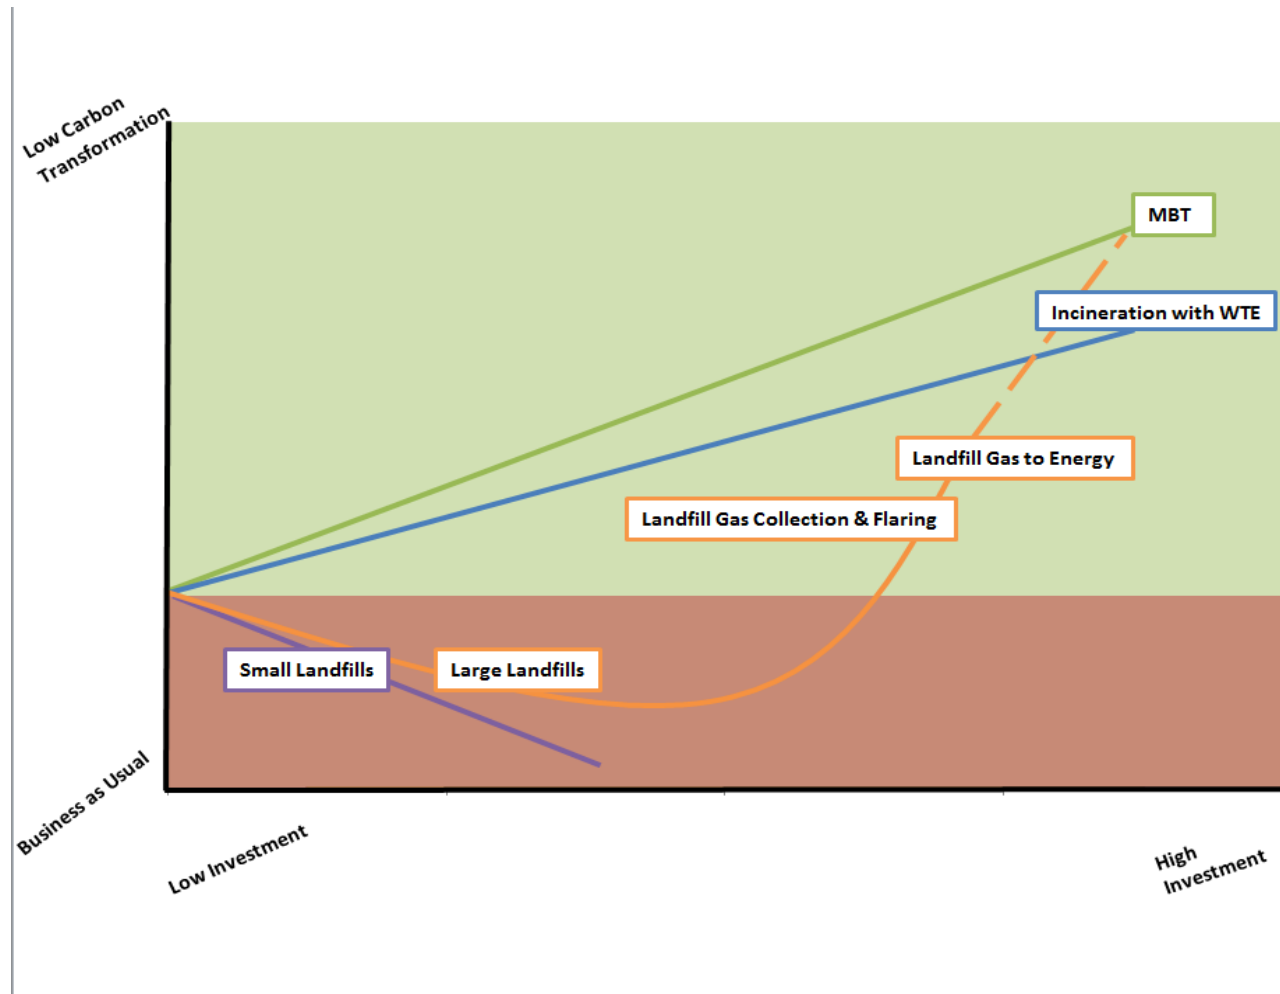 Low Carbon
Transformation
MBT
Incineration with WTE
Landfill Gas to Energy
Landfill Gas Collection & Flaring
Small Landfills
Large Landfills
Business as Usual
Low Investment
High
Investment